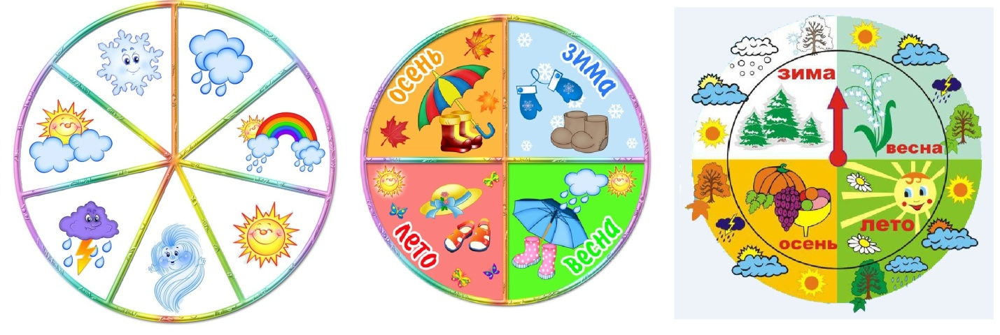 ОСЕНЬ
ЗИМА
ЛЕТО
ВЕСНА
зима
весна
осень
лето